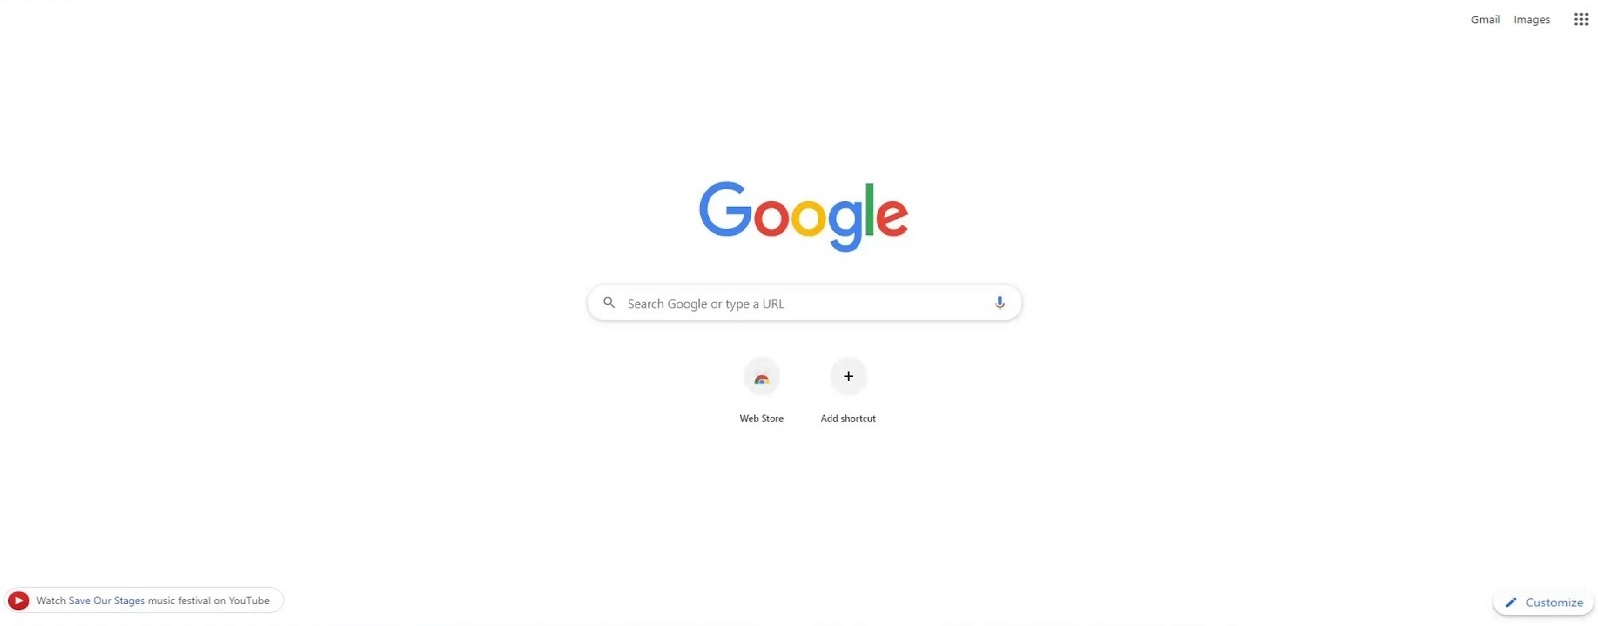 Gmail Images
Google
Search Google or type a URL
Web Store Add shortcut
Watch Save Our Stages music festival on YouTube
Customize